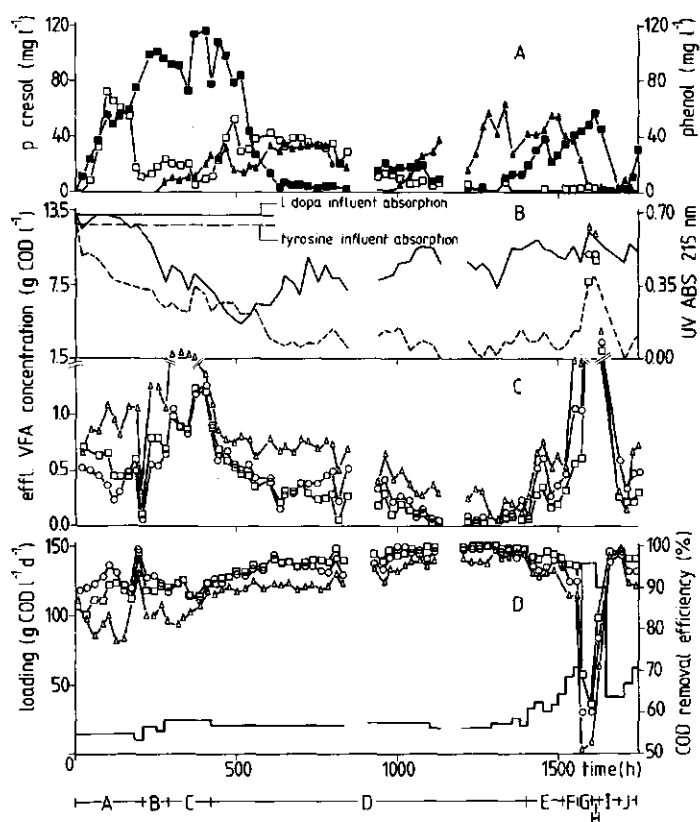 p cresol (mg l⁻¹)
120
80
40
0
A
120
80
40
0
phenol (mg l⁻¹)
effl. VFA concentration (g COD l⁻¹)
13.5
7.5
1.5
B
l dopa influent absorption
tyrosine influent absorption
0.70
0.35
0.00
UV ABS 215 nm
1.0
0.5
0.0
C
loading (g COD l⁻¹ d⁻¹)
150
100
50
D
100
90
80
70
60
50
COD removal efficiency (%)
0 500 1000 1500 time(h)
A B C D E F G H I J